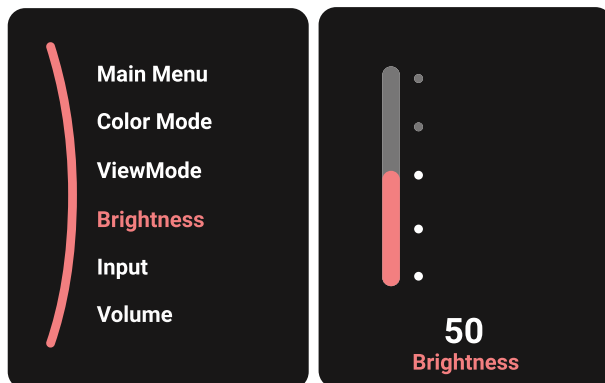 Main Menu
Color Mode
ViewMode
Brightness
Input
Volume
50
Brightness